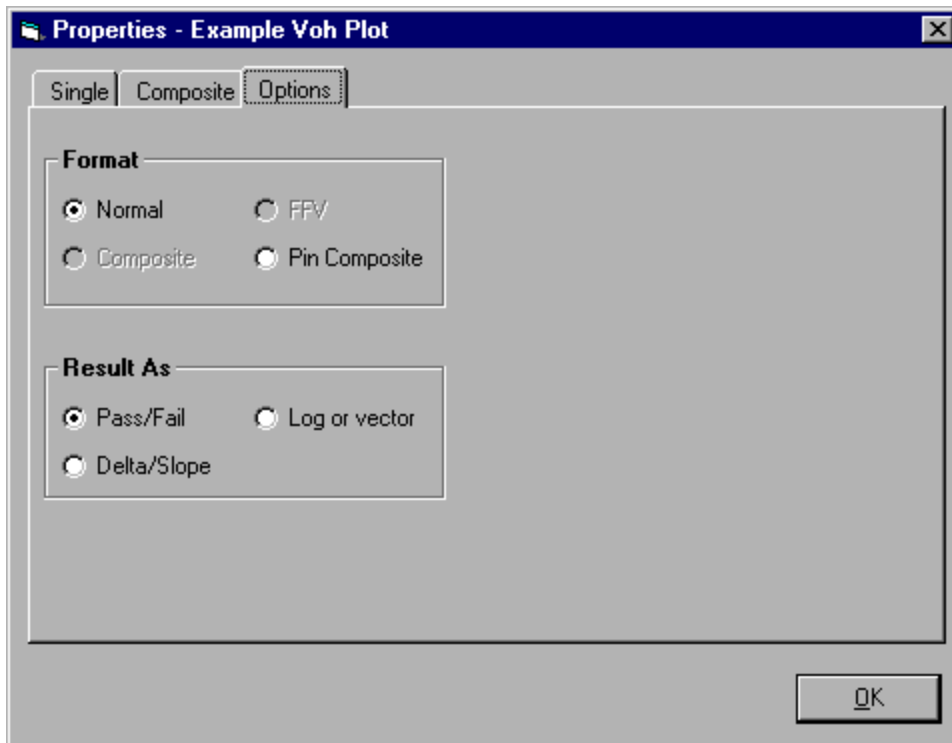 Properties - Example Voh Plot
Single Composite Options
Format
Normal FFV
Composite Pin Composite
Result As
Pass/Fail Log or vector
Delta/Slope
OK